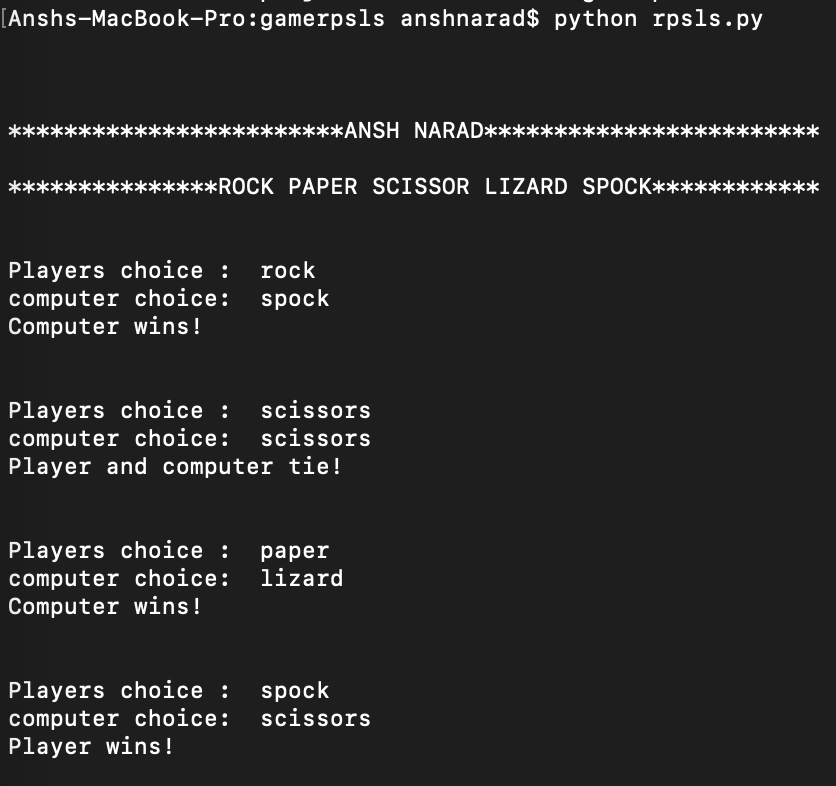 [Anshs-MacBook-Pro:gamerpsls anshnarad$ python rpsls.py
************************ANSH NARAD************************
***************ROCK PAPER SCISSOR LIZARD SPOCK************
Players choice :  rock
computer choice:  spock
Computer wins!
Players choice :  scissors
computer choice:  scissors
Player and computer tie!
Players choice :  paper
computer choice:  lizard
Computer wins!
Players choice :  spock
computer choice:  scissors
Player wins!